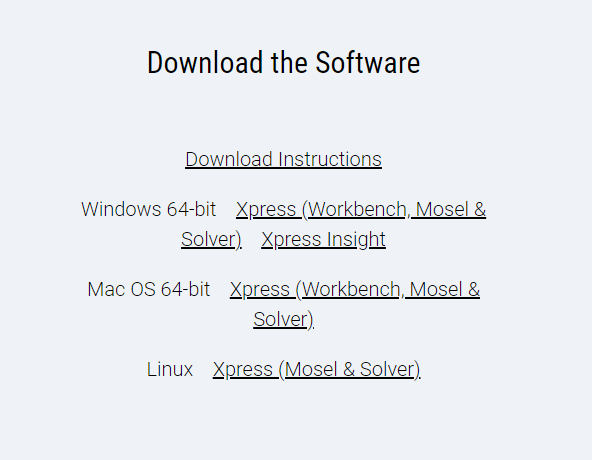 Download the Software
Download Instructions
Windows 64-bit Xpress (Workbench, Mosel &
Solver) Xpress Insight
Mac OS 64-bit Xpress (Workbench, Mosel &
Solver)
Linux Xpress (Mosel & Solver)